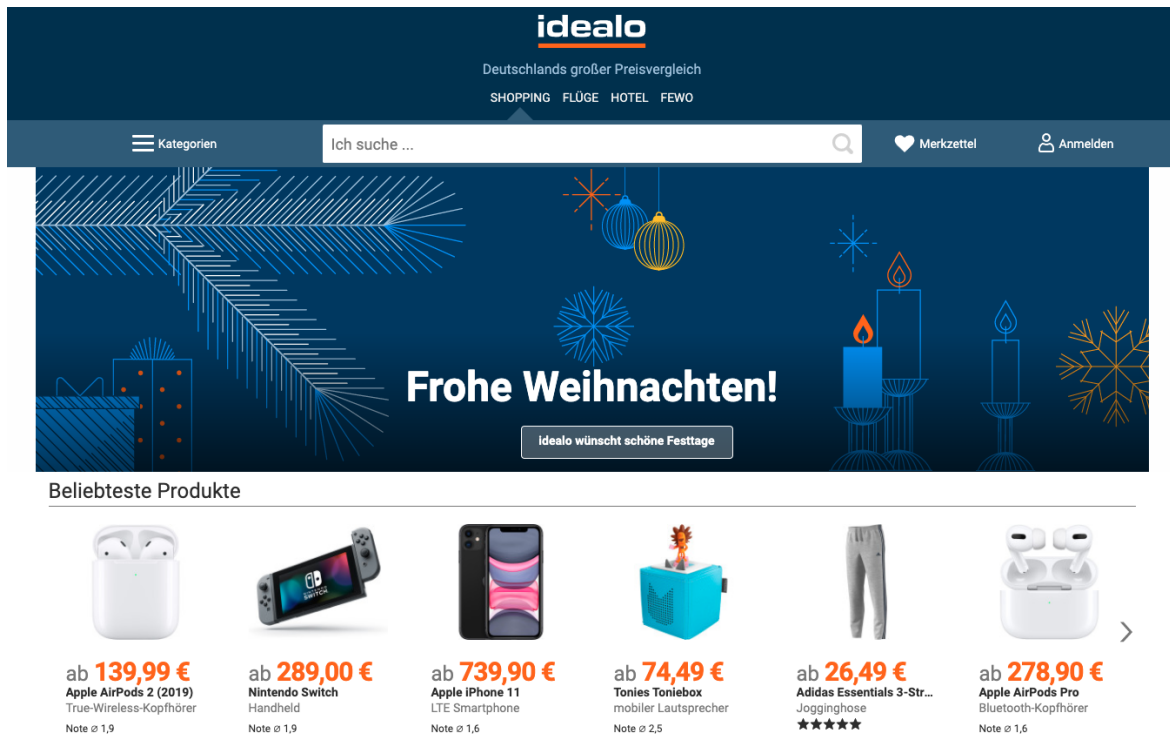 idealo
Deutschlands großer Preisvergleich
SHOPPING FLÜGE HOTEL FEWO
Kategorien
Ich suche ...
Merkzettel
Anmelden
Frohe Weihnachten!
idealo wünscht schöne Festtage
Beliebteste Produkte
NINTENDO
SWITCH
ab 139,99 €
Apple AirPods 2 (2019)
True-Wireless-Kopfhörer
Note ⌀ 1,9
ab 289,00 €
Nintendo Switch
Handheld
Note ⌀ 1,9
ab 739,90 €
Apple iPhone 11
LTE Smartphone
Note ⌀ 1,6
ab 74,49 €
Tonies Toniebox
mobiler Lautsprecher
Note ⌀ 2,5
ab 26,49 €
Adidas Essentials 3-Str...
Jogginghose
ab 278,90 €
Apple AirPods Pro
Bluetooth-Kopfhörer
Note ⌀ 1,6